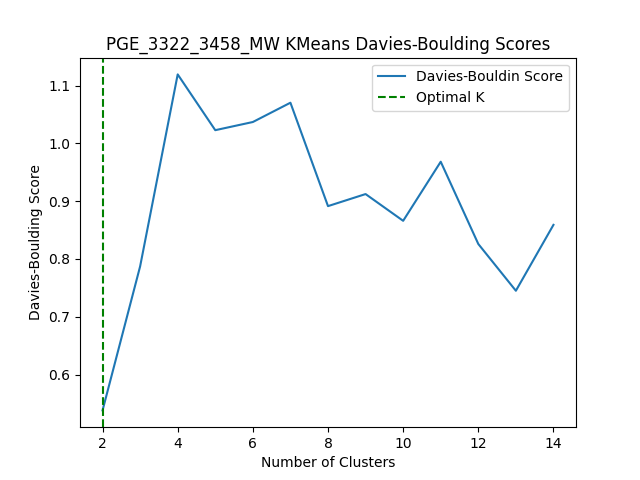 PGE_3322_3458_MW KMeans Davies-Boulding Scores
Davies-Bouldin Score
Optimal K
Davies-Boulding Score
1.1
1.0
0.9
0.8
0.7
0.6
2 4 6 8 10 12 14
Number of Clusters